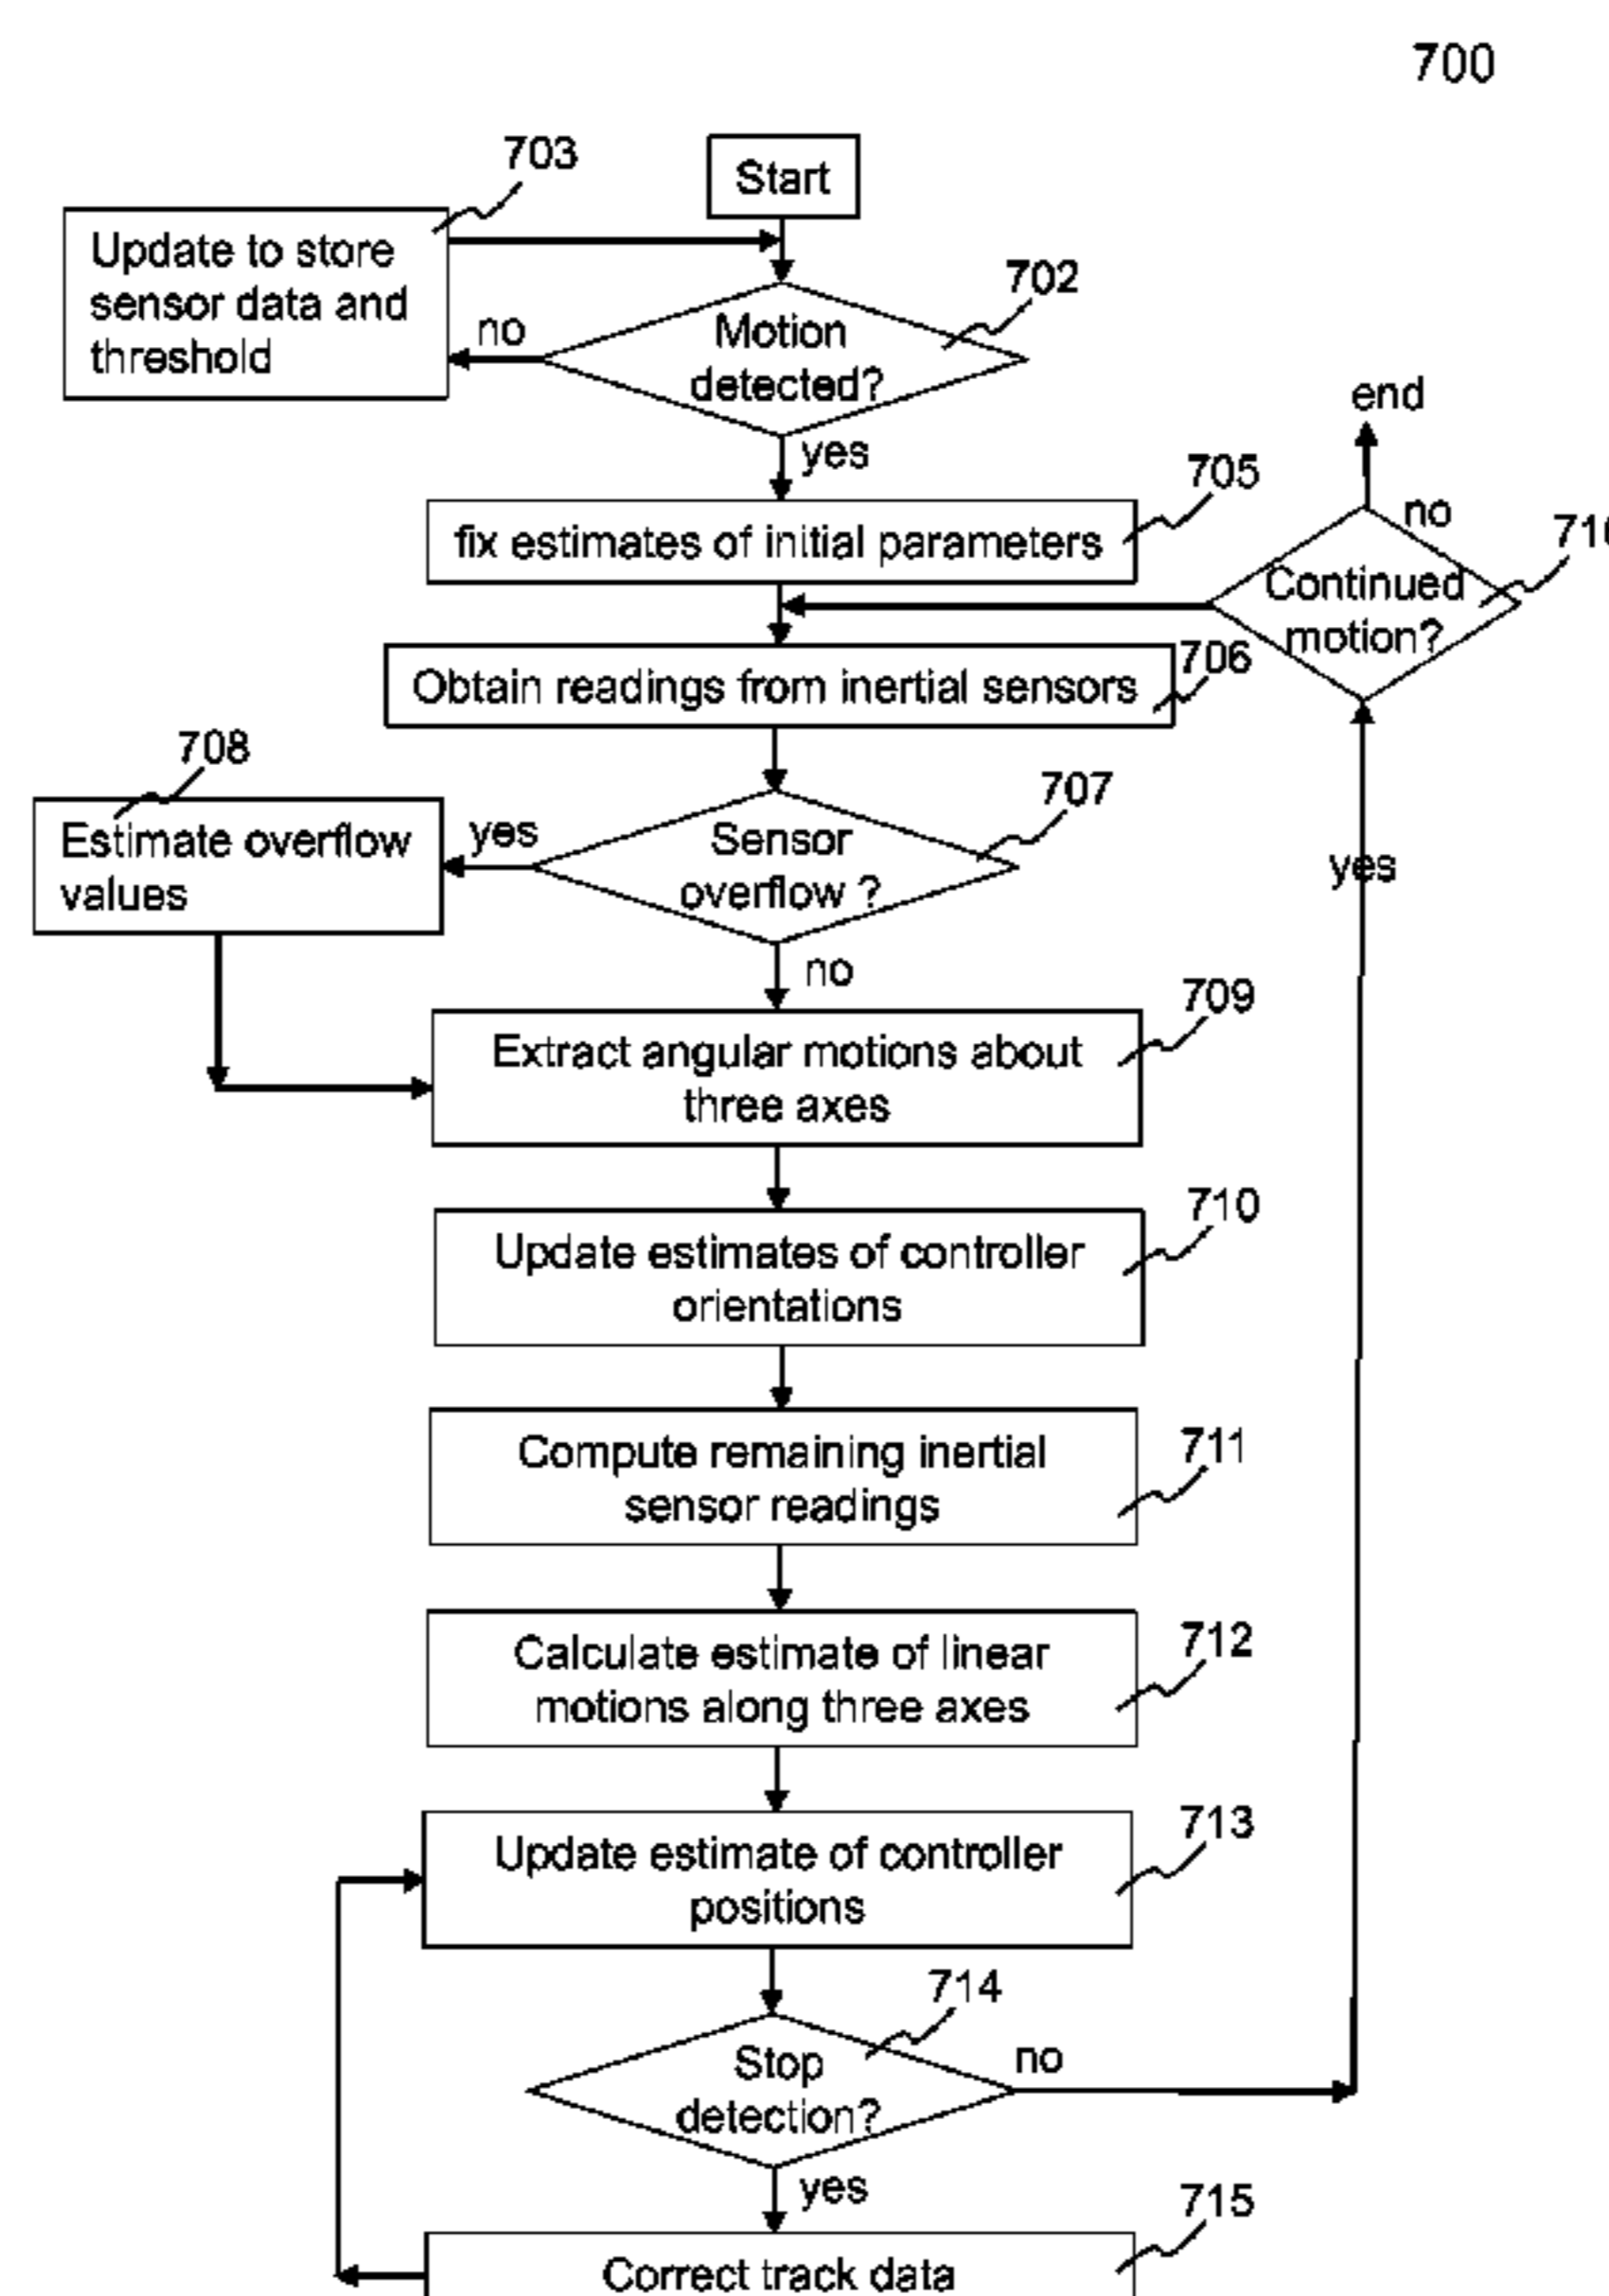 700
Start
703
Update to store
sensor data and
threshold
702
Motion
detected?
no
yes
end
705
fix estimates of initial parameters
no
Continued
motion?
706
Obtain readings from inertial sensors
708
Estimate overflow
values
yes
707
Sensor
overflow ?
no
yes
709
Extract angular motions about
three axes
710
Update estimates of controller
orientations
711
Compute remaining inertial
sensor readings
712
Calculate estimate of linear
motions along three axes
713
Update estimate of controller
positions
714
Stop
detection?
no
yes
715
Correct track data